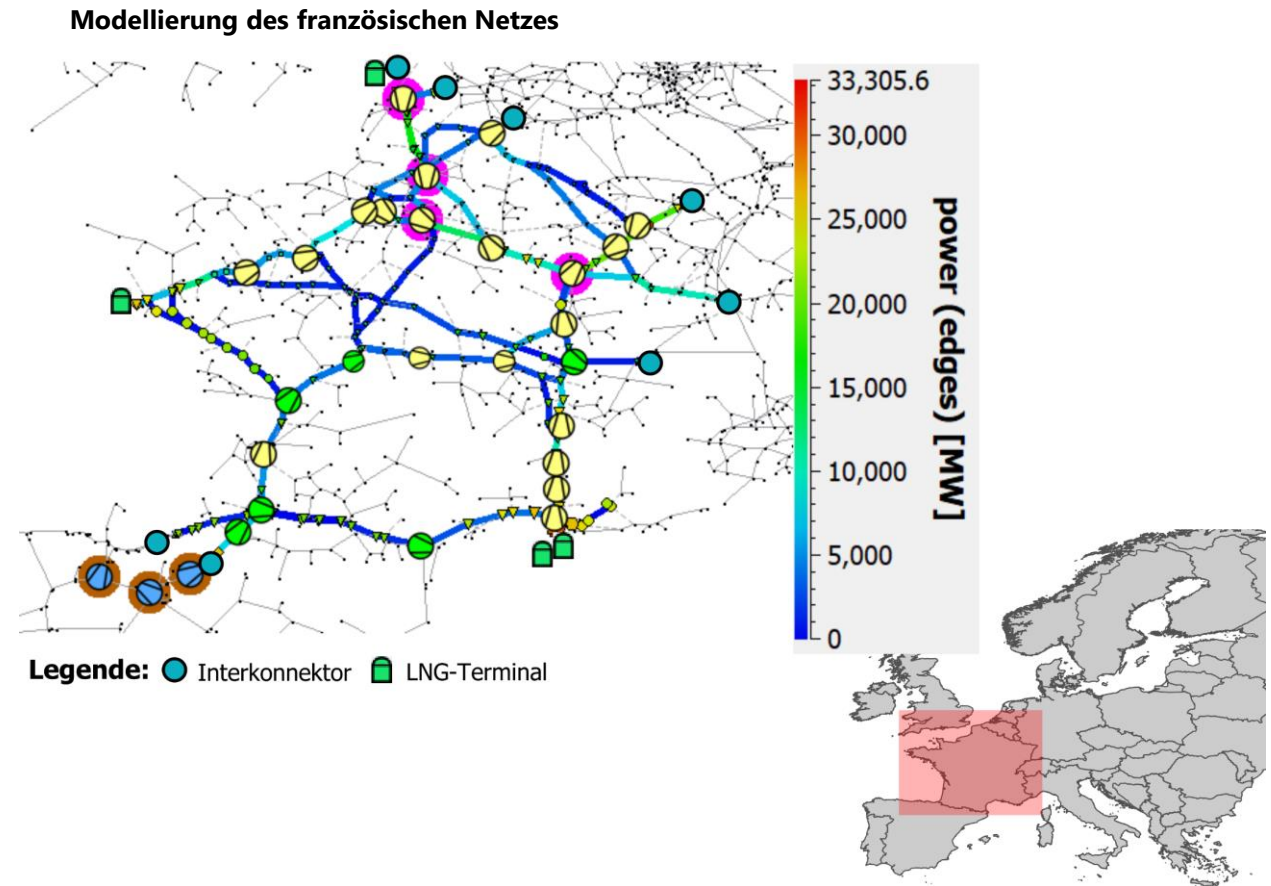 Modellierung des französischen Netzes
33,305.6
30,000
25,000
20,000
15,000
10,000
5,000
0
power (edges) [MW]
Legende: Interkonnektor LNG-Terminal